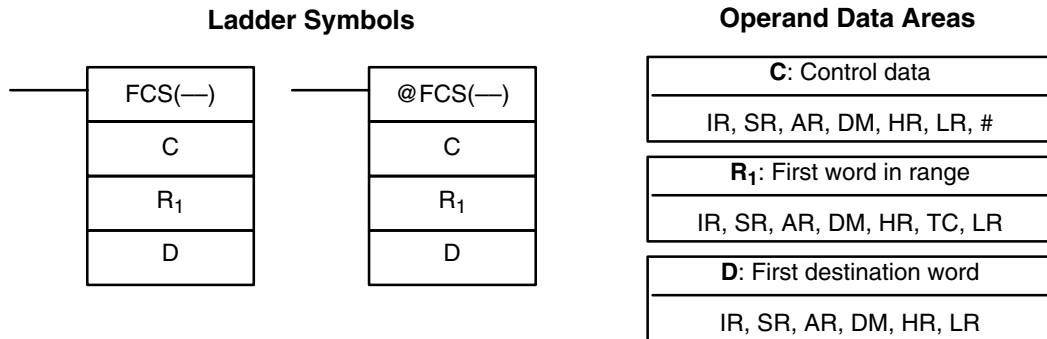 Ladder Symbols
FCS(––)
C
R1
D
@FCS(––)
C
R1
D
Operand Data Areas
C: Control data
IR, SR, AR, DM, HR, LR, #
R1: First word in range
IR, SR, AR, DM, HR, TC, LR
D: First destination word
IR, SR, AR, DM, HR, LR